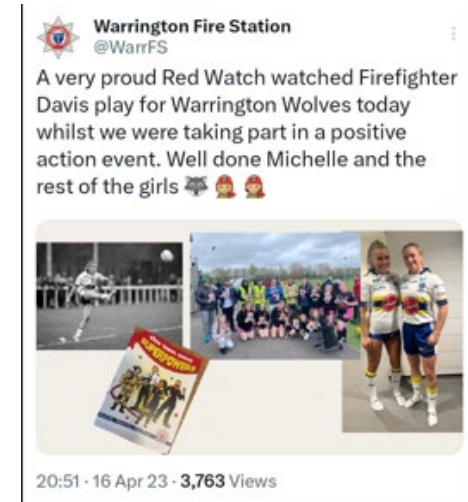 Warrington Fire Station
@WarrFS
A very proud Red Watch watched Firefighter
Davis play for Warrington Wolves today
whilst we were taking part in a positive
action event. Well done Michelle and the
rest of the girls 🐺 👩🏼‍🚒 👩🏼‍🚒
SUPERPOWERS
20:51 · 16 Apr 23 · 3,763 Views